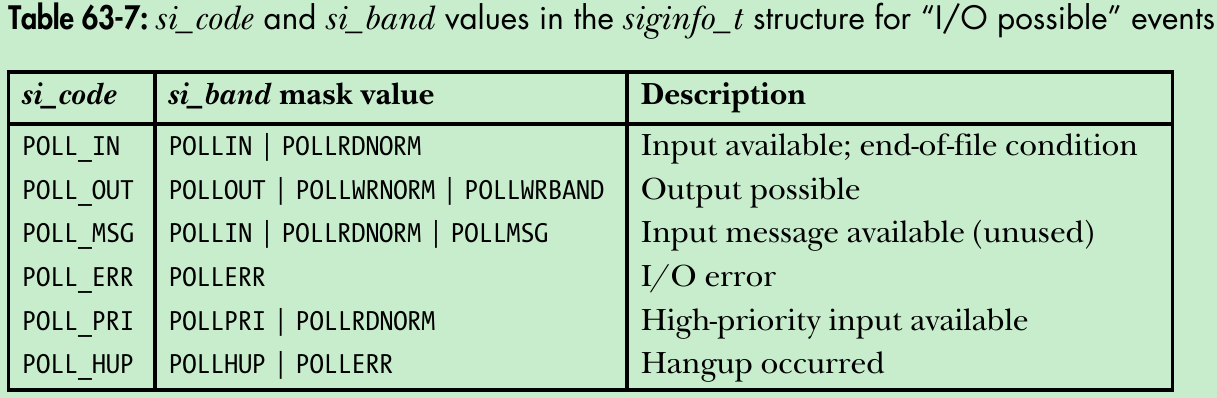 Table 63-7: si_code and si_band values in the siginfo_t structure for “I/O possible” events
si_code si_band mask value Description
POLL_IN POLLIN | POLLRDNORM Input available; end-of-file condition
POLL_OUT POLLOUT | POLLWRNORM | POLLWRBAND Output possible
POLL_MSG POLLIN | POLLRDNORM | POLLMSG Input message available (unused)
POLL_ERR POLLERR I/O error
POLL_PRI POLLPRI | POLLRDNORM High-priority input available
POLL_HUP POLLHUP | POLLERR Hangup occurred